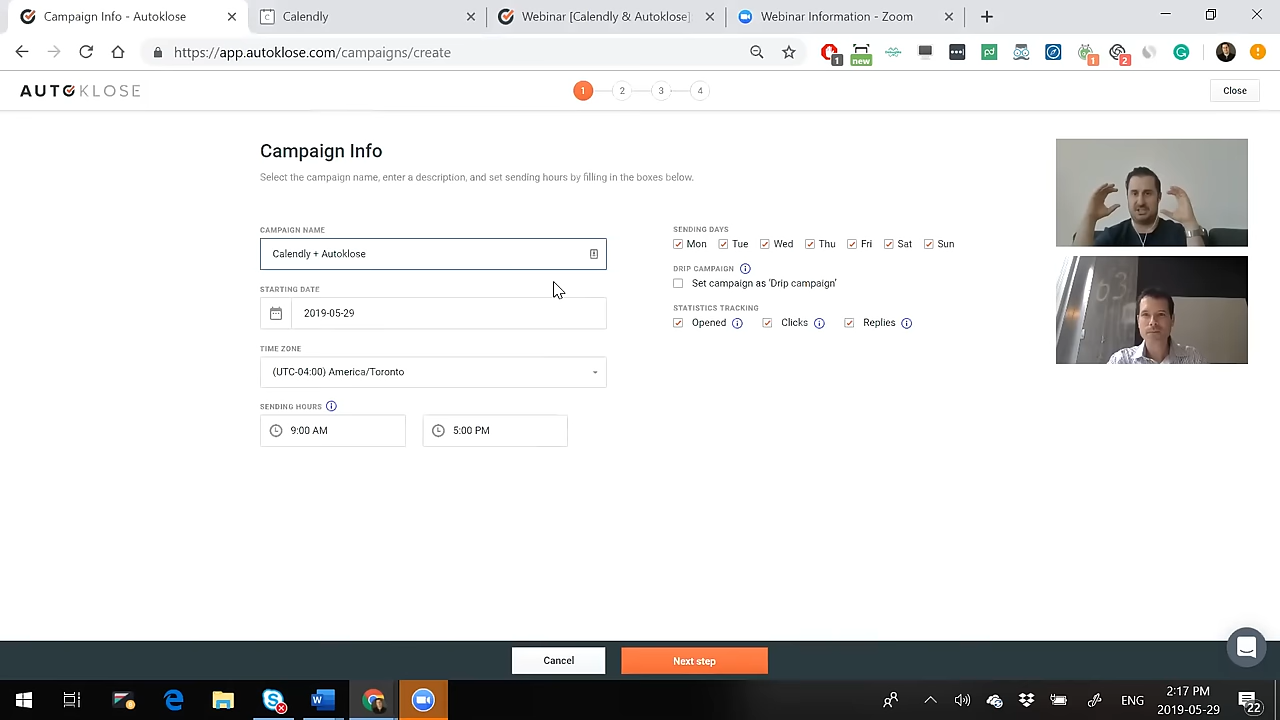 Campaign Info - Autoklose
Calendly
Webinar [Calendly & Autoklose]
Webinar Information - Zoom
https://app.autoklose.com/campaigns/create
1
new
pd
1
2
AUTOKLOSE
1
2
3
4
Close
Campaign Info
Select the campaign name, enter a description, and set sending hours by filling in the boxes below.
CAMPAIGN NAME
Calendly + Autoklose
STARTING DATE
2019-05-29
TIME ZONE
(UTC-04:00) America/Toronto
SENDING HOURS
9:00 AM
5:00 PM
SENDING DAYS
Mon
Tue
Wed
Thu
Fri
Sat
Sun
DRIP CAMPAIGN
Set campaign as 'Drip campaign'
STATISTICS TRACKING
Opened
Clicks
Replies
Cancel
Next step
ENG
2:17 PM
2019-05-29
22